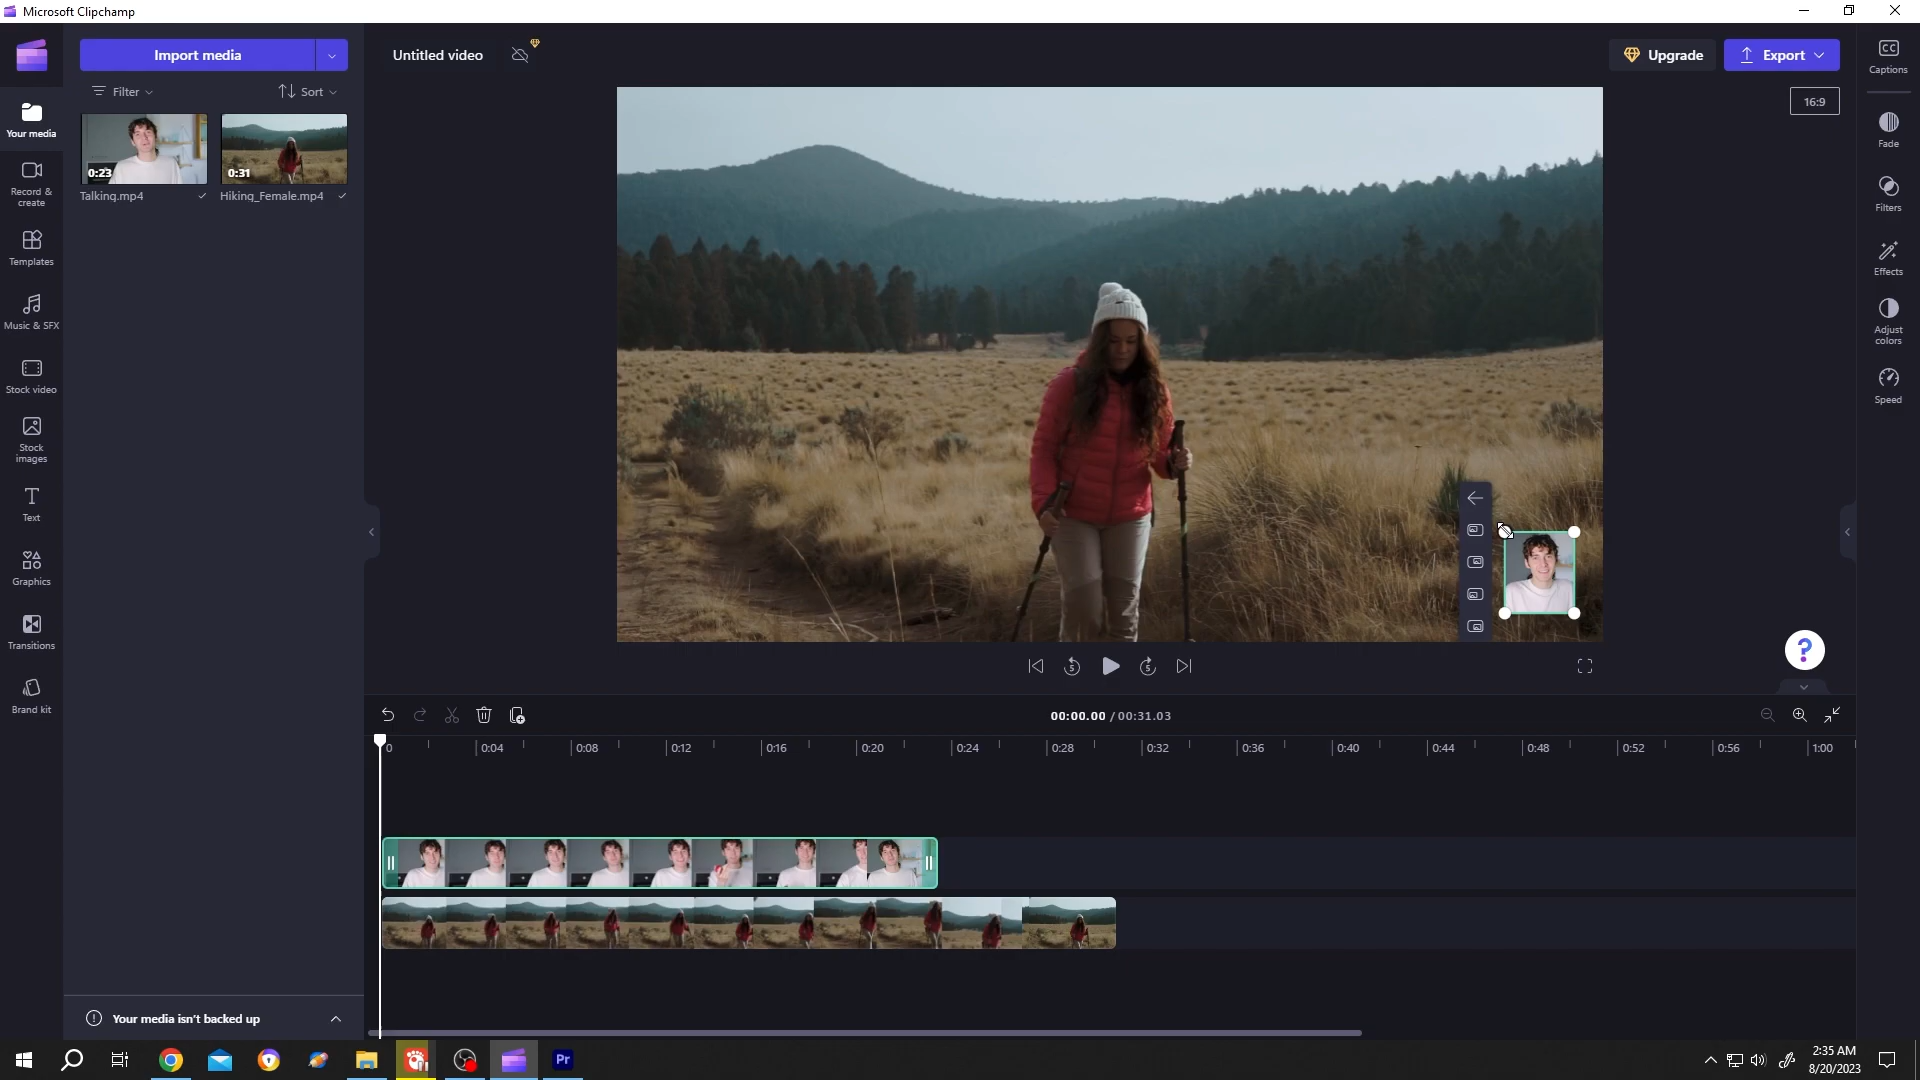 Microsoft Clipchamp
Import media
Untitled video
Upgrade
Export
Captions
Filter
Sort
16:9
Your media
0:23
0:31
Fade
Talking.mp4
Hiking_Female.mp4
Record &
create
Filters
Templates
Effects
Music & SFX
Adjust
colors
Stock video
Speed
Stock
images
Text
Graphics
Transitions
5
5
?
Brand kit
00:00.00 / 00:31.03
0
0:04
0:08
0:12
0:16
0:20
0:24
0:28
0:32
0:36
0:40
0:44
0:48
0:52
0:56
1:00
Your media isn't backed up
Pr
2:35 AM
8/20/2023